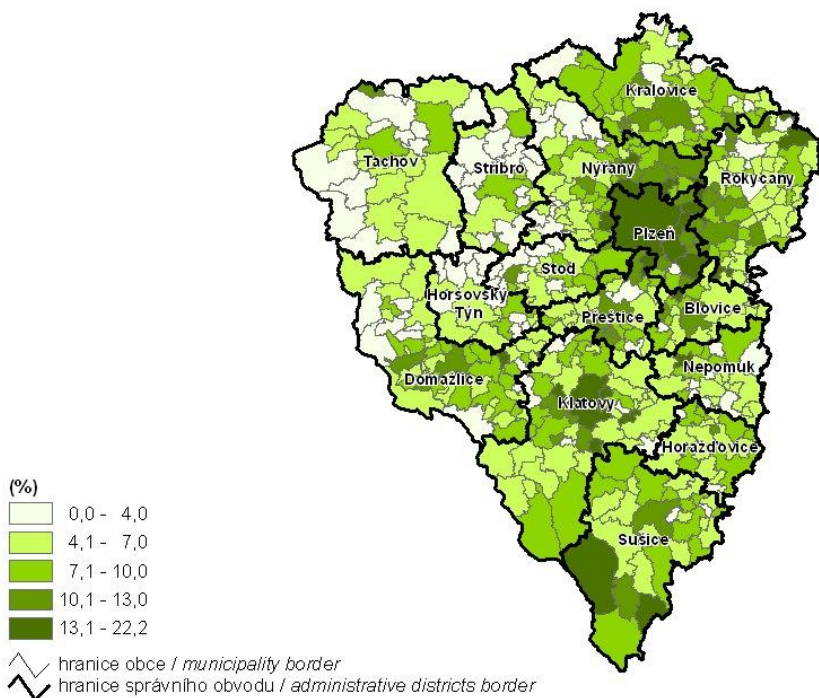 Kralovice
Tachov
Stříbro
Nýřany
Rokycany
Plzeň
Stod
Horšovský
Týn
Přeštice
Blovice
Domažlice
Klatovy
Nepomuk
Horažďovice
Sušice
(%)
0,0 - 4,0
4,1 - 7,0
7,1 - 10,0
10,1 - 13,0
13,1 - 22,2
hranice obce / municipality border
hranice správního obvodu / administrative districts border